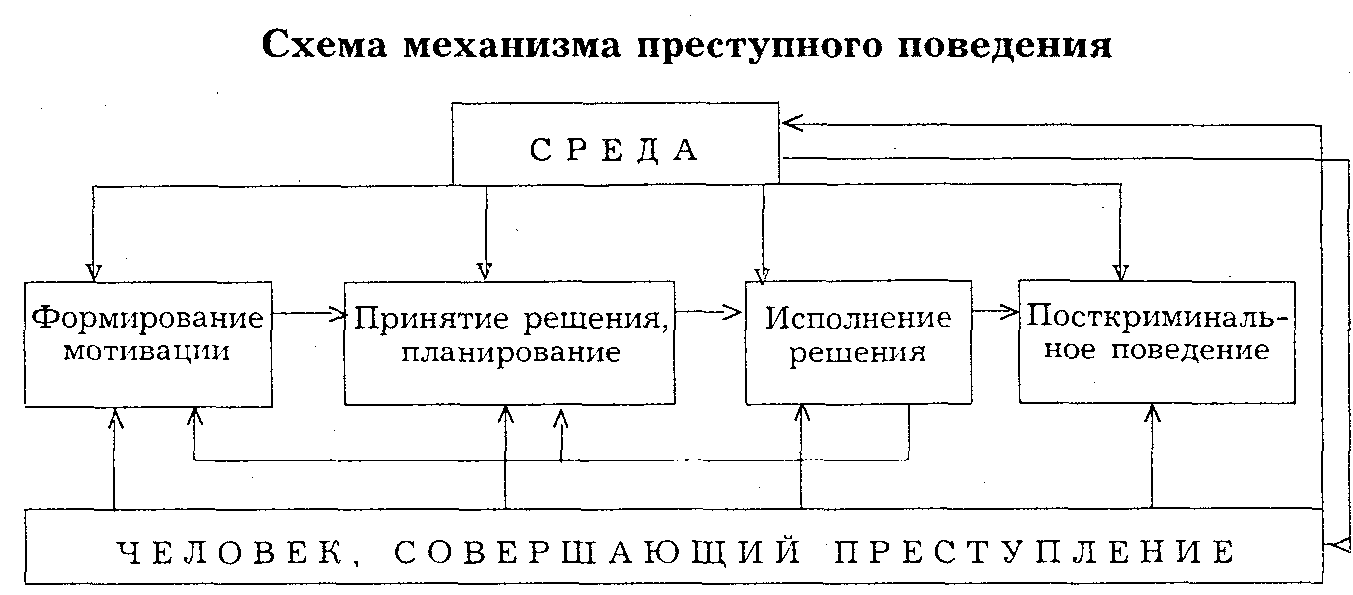 Схема механизма преступного поведения
СРЕДА
Формирование
мотивации
Принятие решения,
планирование
Исполнение
решения
Посткриминаль-
ное поведение
ЧЕЛОВЕК, СОВЕРШАЮЩИЙ ПРЕСТУПЛЕНИЕ